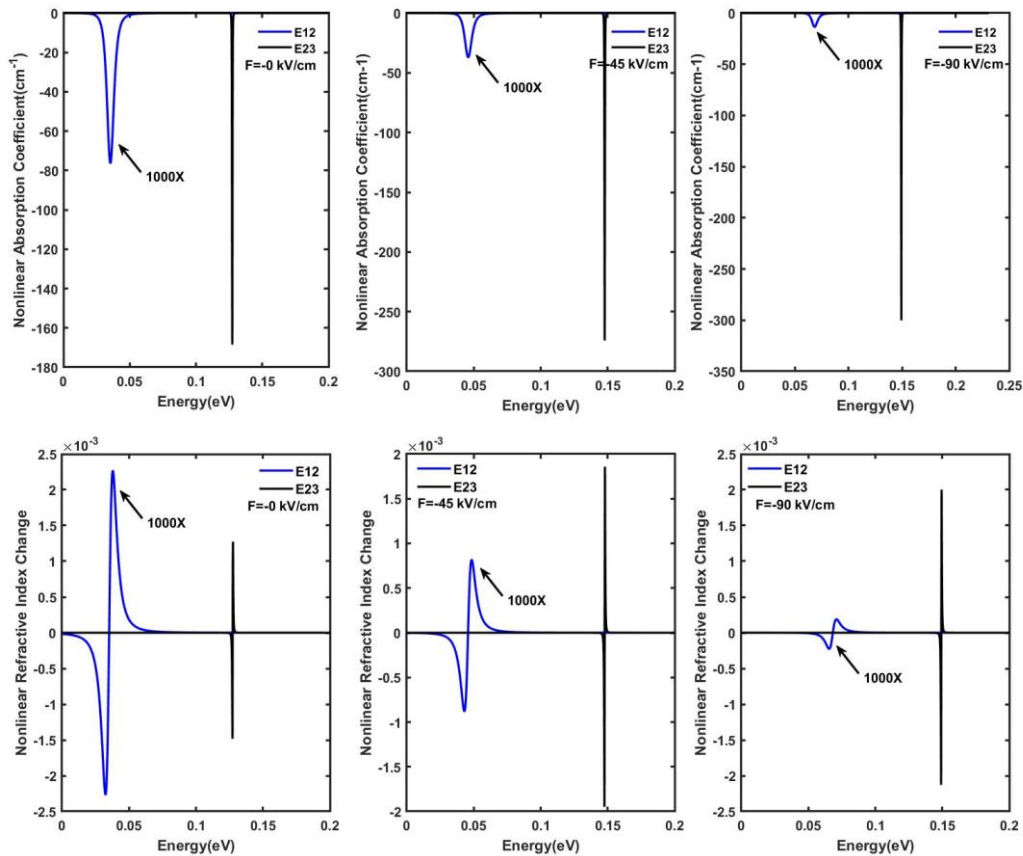 Nonlinear Absorption Coefficient(cm-1)
0
-20
-40
-60
-80
-100
-120
-140
-160
-180
E12
E23
F=-0 kV/cm
1000X
0
0.05
0.1
0.15
0.2
Energy(eV)
Nonlinear Absorption Coefficient(cm-1)
0
-50
-100
-150
-200
-250
-300
E12
E23
F=-45 kV/cm
1000X
0
0.05
0.1
0.15
0.2
Energy(eV)
Nonlinear Absorption Coefficient(cm-1)
0
-50
-100
-150
-200
-250
-300
-350
E12
E23
F=-90 kV/cm
1000X
0
0.05
0.1
0.15
0.2
0.25
Energy(eV)
Nonlinear Refractive Index Change
×10-3
2.5
2
1.5
1
0.5
0
-0.5
-1
-1.5
-2
-2.5
E12
E23
F=-0 kV/cm
1000X
0
0.05
0.1
0.15
0.2
Energy(eV)
Nonlinear Refractive Index Change
×10-3
2
1.5
1
0.5
0
-0.5
-1
-1.5
-2
E12
E23
F=-45 kV/cm
1000X
0
0.05
0.1
0.15
0.2
Energy(eV)
Nonlinear Refractive Index Change
×10-3
2.5
2
1.5
1
0.5
0
-0.5
-1
-1.5
-2
-2.5
E12
E23
F=-90 kV/cm
1000X
0
0.05
0.1
0.15
0.2
Energy(eV)